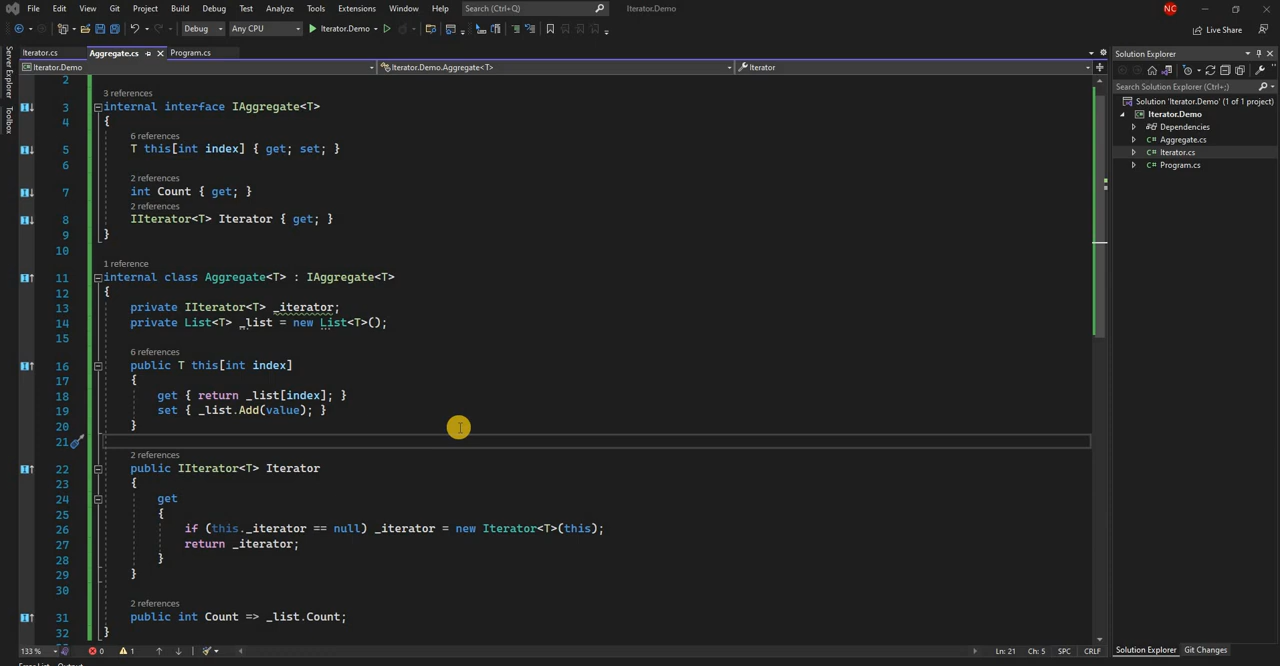 File Edit View Git Project Build Debug Test Analyze Tools Extensions Window Help Search (Ctrl+Q) Iterator.Demo NC
Debug Any CPU Iterator.Demo Live Share
Iterator.cs Aggregate.cs Program.cs
Iterator.Demo Iterator.Demo.Aggregate<T> Iterator
Server Explorer
Toolbox
2
3 references
3 internal interface IAggregate<T>
4 {
6 references
5 T this[int index] { get; set; }
6
2 references
7 int Count { get; }
2 references
8 IIterator<T> Iterator { get; }
9 }
10
1 reference
11 internal class Aggregate<T> : IAggregate<T>
12 {
13 private IIterator<T> _iterator;
14 private List<T> _list = new List<T>();
15
6 references
16 public T this[int index]
17 {
18 get { return _list[index]; }
19 set { _list.Add(value); }
20 }
21
2 references
22 public IIterator<T> Iterator
23 {
24 get
25 {
26 if (this._iterator == null) _iterator = new Iterator<T>(this);
27 return _iterator;
28 }
29 }
30
2 references
31 public int Count => _list.Count;
32 }
133 % 0 1 Ln: 21 Ch: 5 SPC CRLF
Error List Output
Solution Explorer
Search Solution Explorer (Ctrl+;)
Solution 'Iterator.Demo' (1 of 1 project)
Iterator.Demo
Dependencies
C# Aggregate.cs
C# Iterator.cs
C# Program.cs
Solution Explorer Git Changes